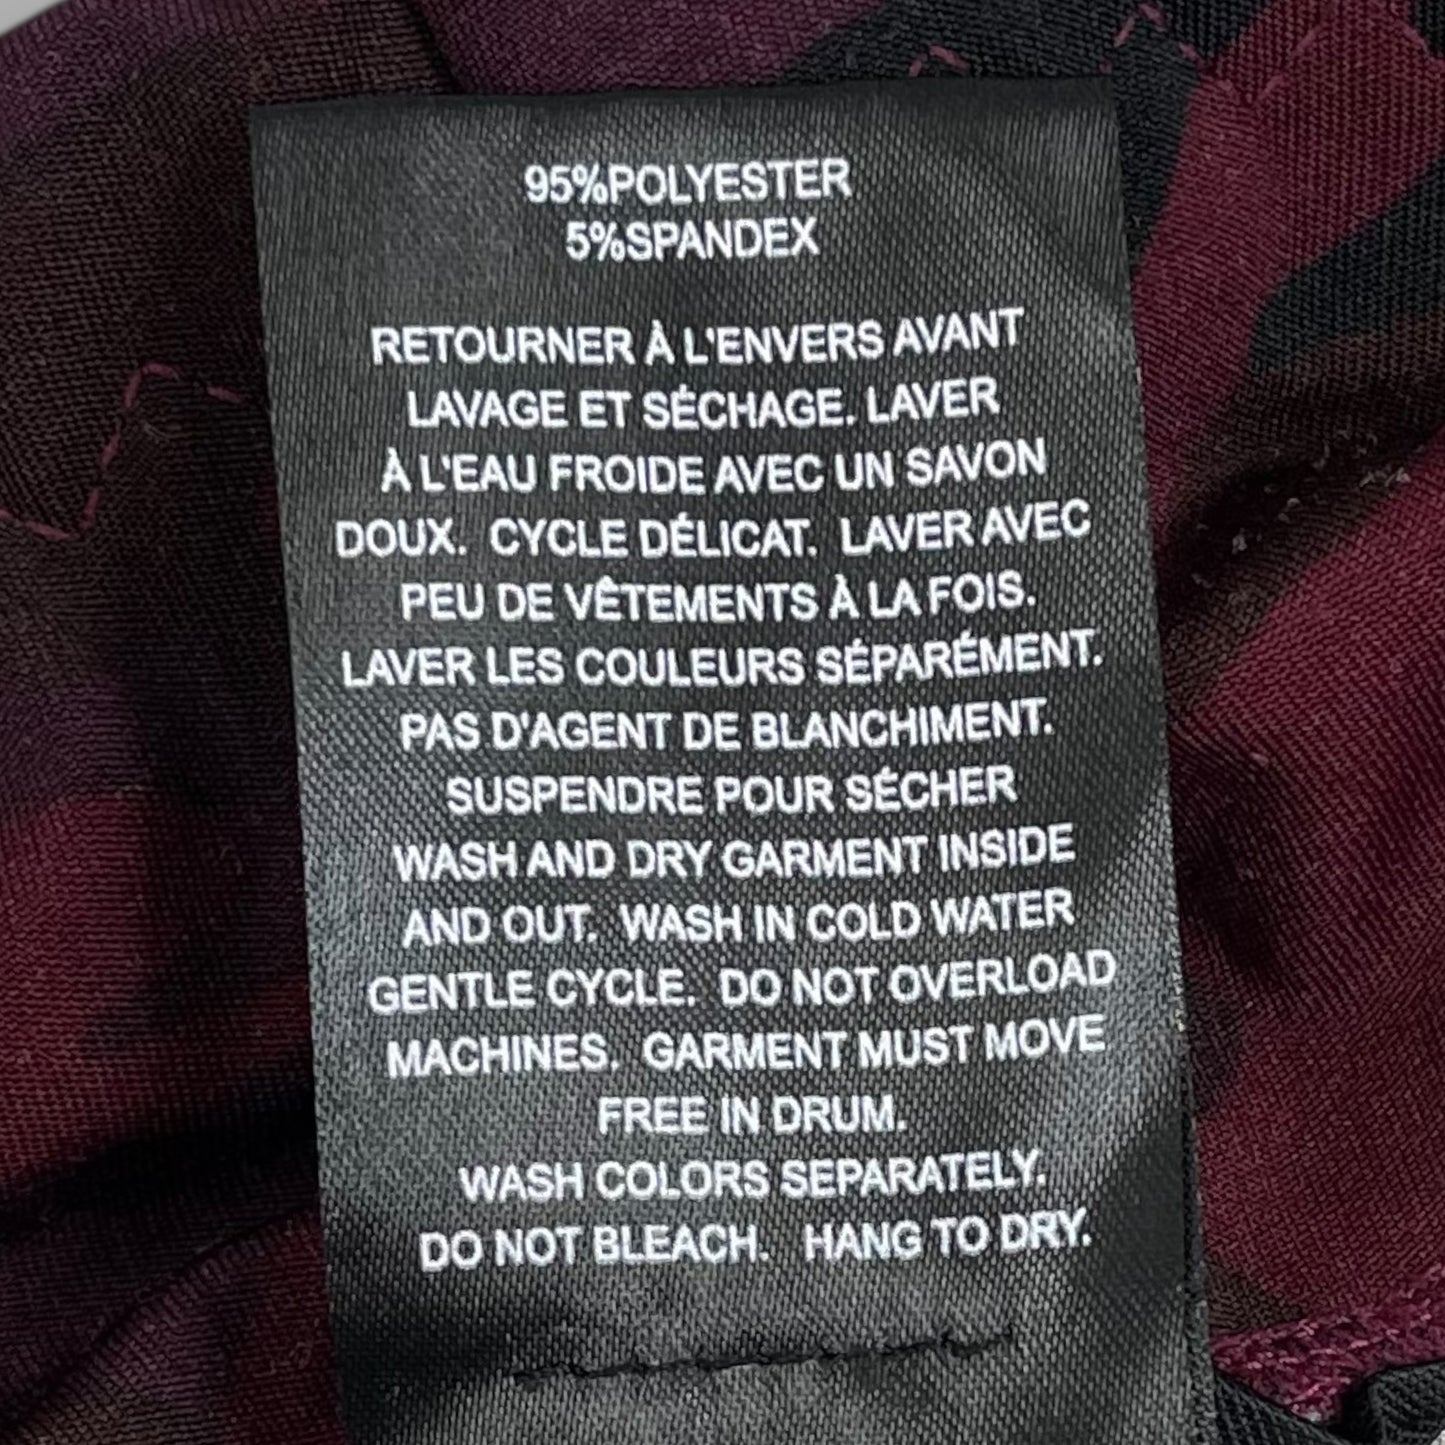 95%POLYESTER
5%SPANDEX
RETOURNER À L'ENVERS AVANT
LAVAGE ET SÉCHAGE. LAVER
À L'EAU FROIDE AVEC UN SAVON
DOUX. CYCLE DÉLICAT. LAVER AVEC
PEU DE VÊTEMENTS À LA FOIS.
LAVER LES COULEURS SÉPARÉMENT.
PAS D'AGENT DE BLANCHIMENT.
SUSPENDRE POUR SÉCHER
WASH AND DRY GARMENT INSIDE
AND OUT. WASH IN COLD WATER
GENTLE CYCLE. DO NOT OVERLOAD
MACHINES. GARMENT MUST MOVE
FREE IN DRUM.
WASH COLORS SEPARATELY.
DO NOT BLEACH. HANG TO DRY.